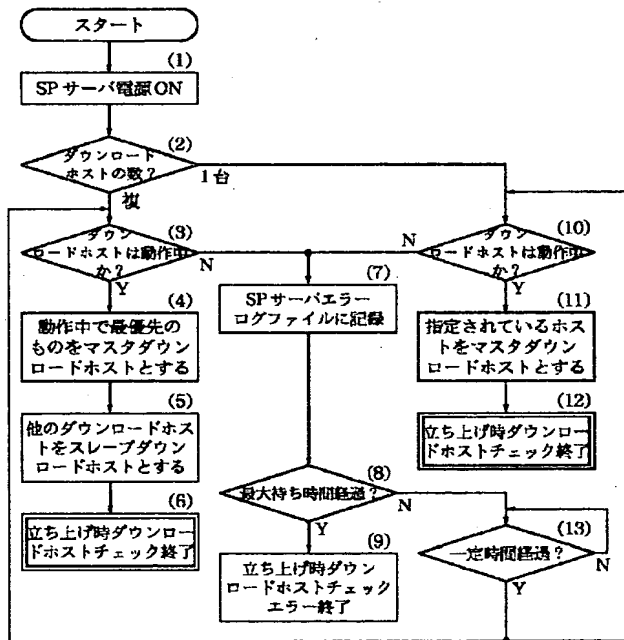 スタート
(1)
SPサーバ電源ON
(2)
ダウンロード
ホストの数?
1台
複
(3)
ダウン
ロードホストは動作中
か?
N
Y
(4)
動作中で最優先の
ものをマスタダウン
ロードホストとする
(5)
他のダウンロードホス
トをスレーブダウン
ロードホストとする
(6)
立ち上げ時ダウンロー
ドホストチェック終了
(7)
SPサーバエラー
ログファイルに記録
(8)
最大待ち時間経過?
N
Y
(9)
立ち上げ時ダウン
ロードホストチェック
エラー終了
(10)
ダウン
ロードホストは動作中
か?
N
Y
(11)
指定されているホス
トをマスタダウン
ロードホストとする
(12)
立ち上げ時ダウンロー
ドホストチェック終了
(13)
一定時間経過?
N
Y